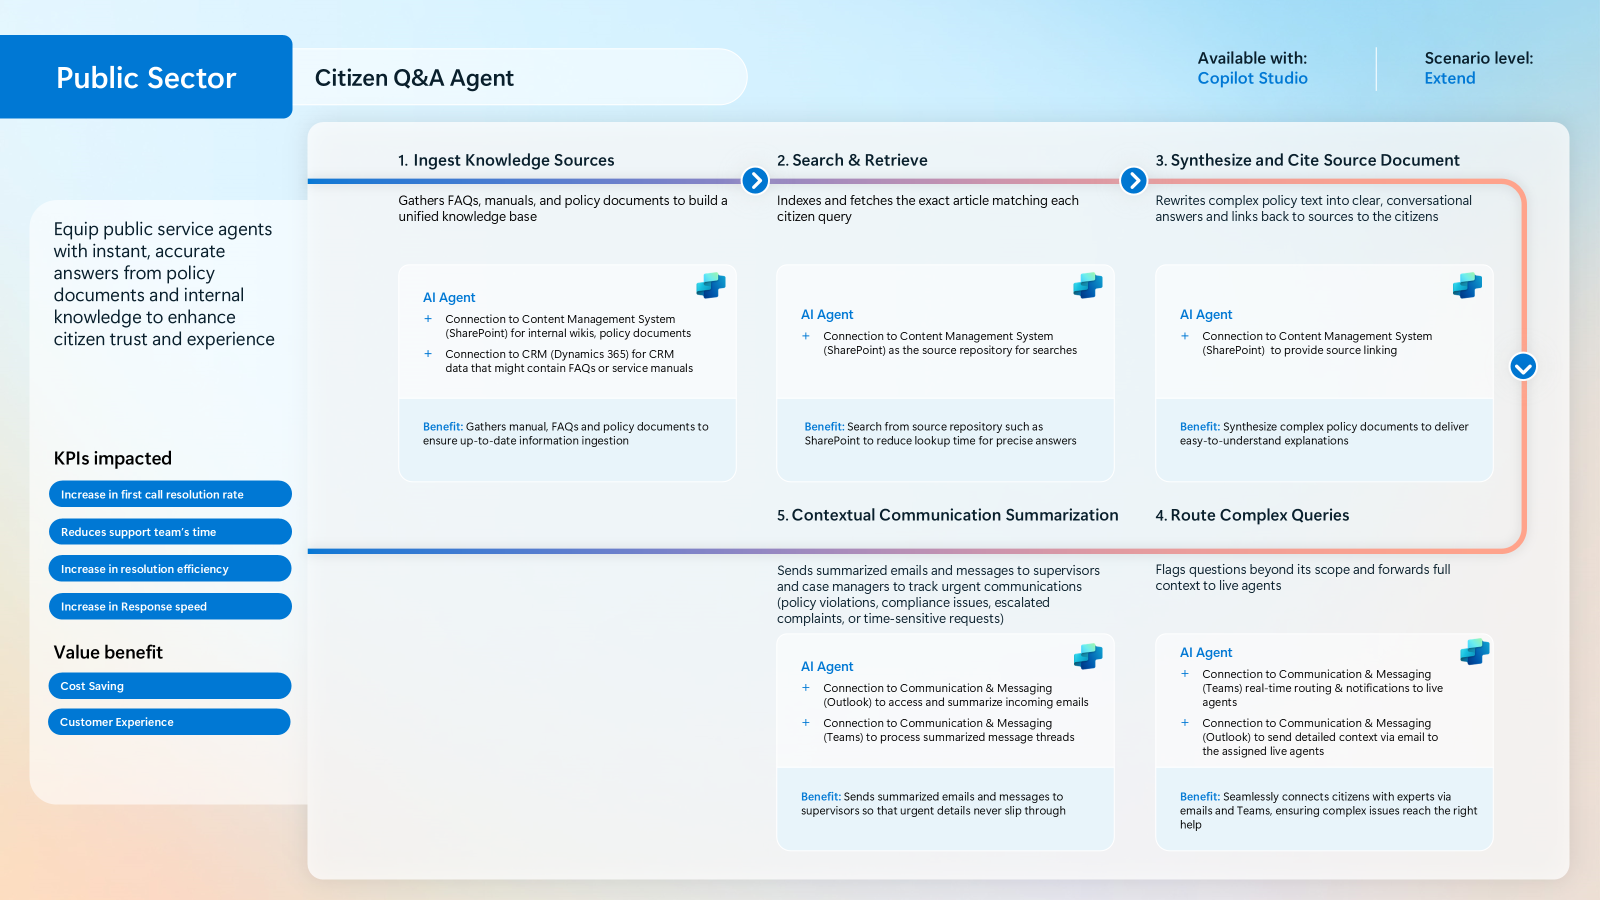 Public Sector
Citizen Q&A Agent
Available with:
Copilot Studio
Scenario level:
Extend
Equip public service agents
with instant, accurate
answers from policy
documents and internal
knowledge to enhance
citizen trust and experience
KPIs impacted
Increase in first call resolution rate
Reduces support team's time
Increase in resolution efficiency
Increase in Response speed
Value benefit
Cost Saving
Customer Experience
1. Ingest Knowledge Sources
Gathers FAQs, manuals, and policy documents to build a
unified knowledge base
AI Agent
+ Connection to Content Management System
(SharePoint) for internal wikis, policy documents
+ Connection to CRM (Dynamics 365) for CRM
data that might contain FAQs or service manuals
Benefit: Gathers manual, FAQs and policy documents to
ensure up-to-date information ingestion
2. Search & Retrieve
Indexes and fetches the exact article matching each
citizen query
AI Agent
+ Connection to Content Management System
(SharePoint) as the source repository for searches
Benefit: Search from source repository such as
SharePoint to reduce lookup time for precise answers
3. Synthesize and Cite Source Document
Rewrites complex policy text into clear, conversational
answers and links back to sources to the citizens
AI Agent
+ Connection to Content Management System
(SharePoint) to provide source linking
Benefit: Synthesize complex policy documents to deliver
easy-to-understand explanations
4. Route Complex Queries
Flags questions beyond its scope and forwards full
context to live agents
AI Agent
+ Connection to Communication & Messaging
(Teams) real-time routing & notifications to live
agents
+ Connection to Communication & Messaging
(Outlook) to send detailed context via email to
the assigned live agents
Benefit: Seamlessly connects citizens with experts via
emails and Teams, ensuring complex issues reach the right
help
5. Contextual Communication Summarization
Sends summarized emails and messages to supervisors
and case managers to track urgent communications
(policy violations, compliance issues, escalated
complaints, or time-sensitive requests)
AI Agent
+ Connection to Communication & Messaging
(Outlook) to access and summarize incoming emails
+ Connection to Communication & Messaging
(Teams) to process summarized message threads
Benefit: Sends summarized emails and messages to
supervisors so that urgent details never slip through